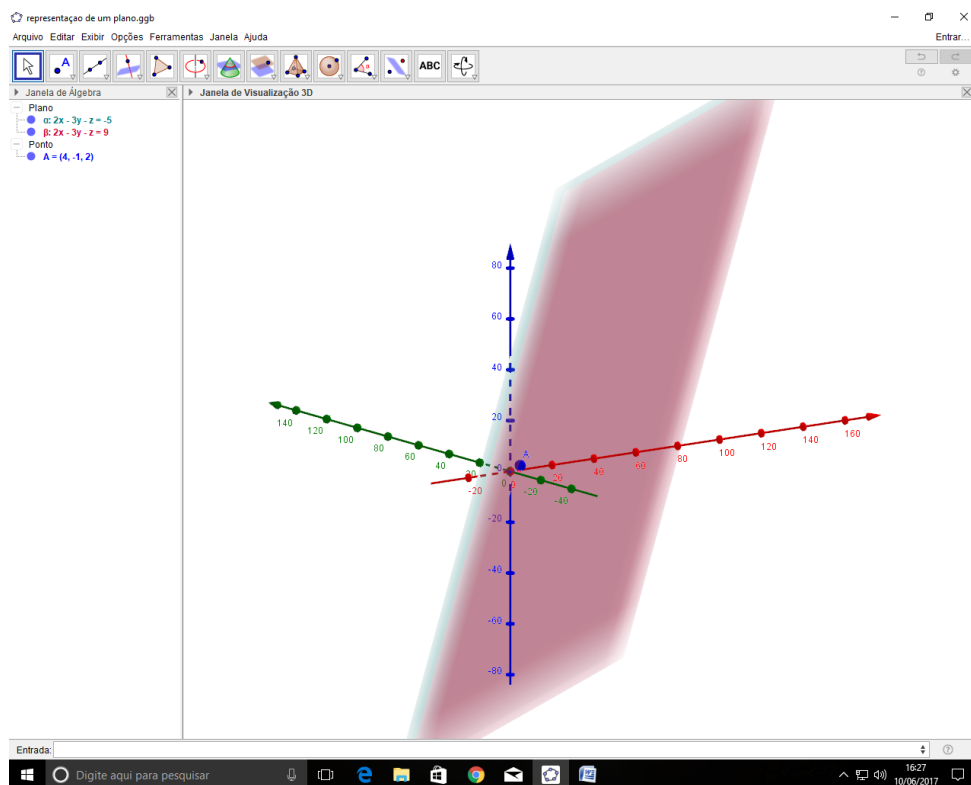 representaçao de um plano.ggb
Arquivo Editar Exibir Opções Ferramentas Janela Ajuda
Entrar...
A
ABC
Janela de Álgebra
Janela de Visualização 3D
Plano
α: 2x - 3y - z = -5
β: 2x - 3y - z = 9
Ponto
A = (4, -1, 2)
80
60
40
20
0
-20
-40
-60
-80
140
120
100
80
60
40
20
0
-20
-40
-20
0
20
40
60
80
100
120
140
160
A
Entrada:
Digite aqui para pesquisar
16:27
10/06/2017